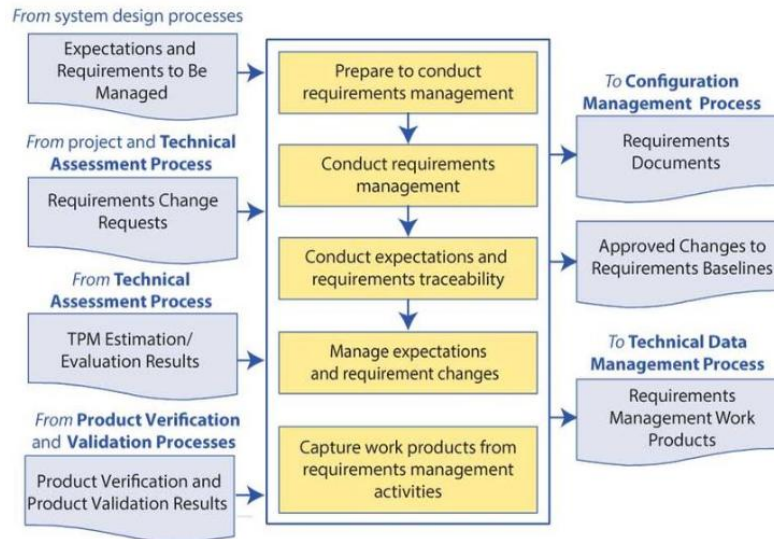 From system design processes
Expectations and
Requirements to Be
Managed
From project and Technical
Assessment Process
Requirements Change
Requests
From Technical
Assessment Process
TPM Estimation/
Evaluation Results
From Product Verification
and Validation Processes
Product Verification and
Product Validation Results
Prepare to conduct
requirements management
Conduct requirements
management
Conduct expectations and
requirements traceability
Manage expectations
and requirement changes
Capture work products from
requirements management
activities
To Configuration
Management Process
Requirements
Documents
Approved Changes to
Requirements Baselines
To Technical Data
Management Process
Requirements
Management Work
Products